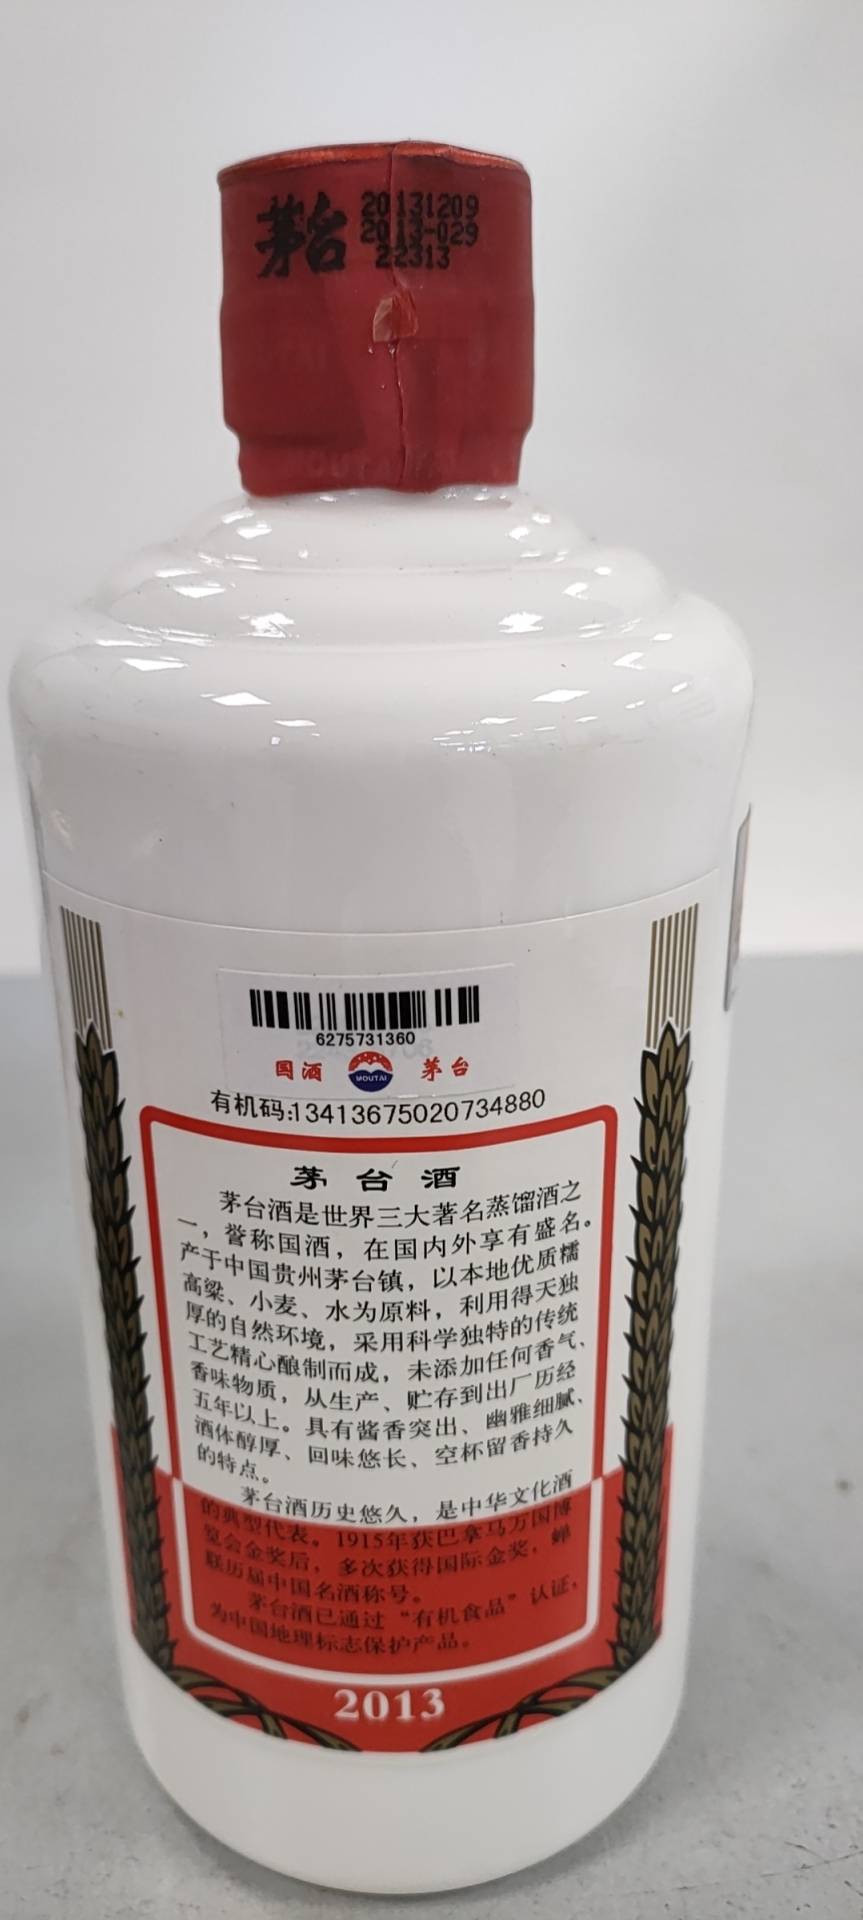 茅台
20131209
2013-029
22313
6275731360
国酒 MOUTAI 茅台
有机码:13413675020734880
茅台酒
茅台酒是世界三大著名蒸馏酒之
一，誉称国酒，在国内外享有盛名。
产于中国贵州茅台镇，以本地优质糯
高粱、小麦、水为原料，利用得天独
厚的自然环境，采用科学独特的传统
工艺精心酿制而成，未添加任何香气、
香味物质，从生产、贮存到出厂历经
五年以上。具有酱香突出、幽雅细腻、
酒体醇厚、回味悠长、空杯留香持久
的特点。
茅台酒历史悠久，是中华文化酒
的典型代表。1915年获巴拿马万国博
览会金奖后，多次获得国际金奖，蝉
联历届中国名酒称号。
茅台酒已通过“有机食品”认证，
为中国地理标志保护产品。
2013